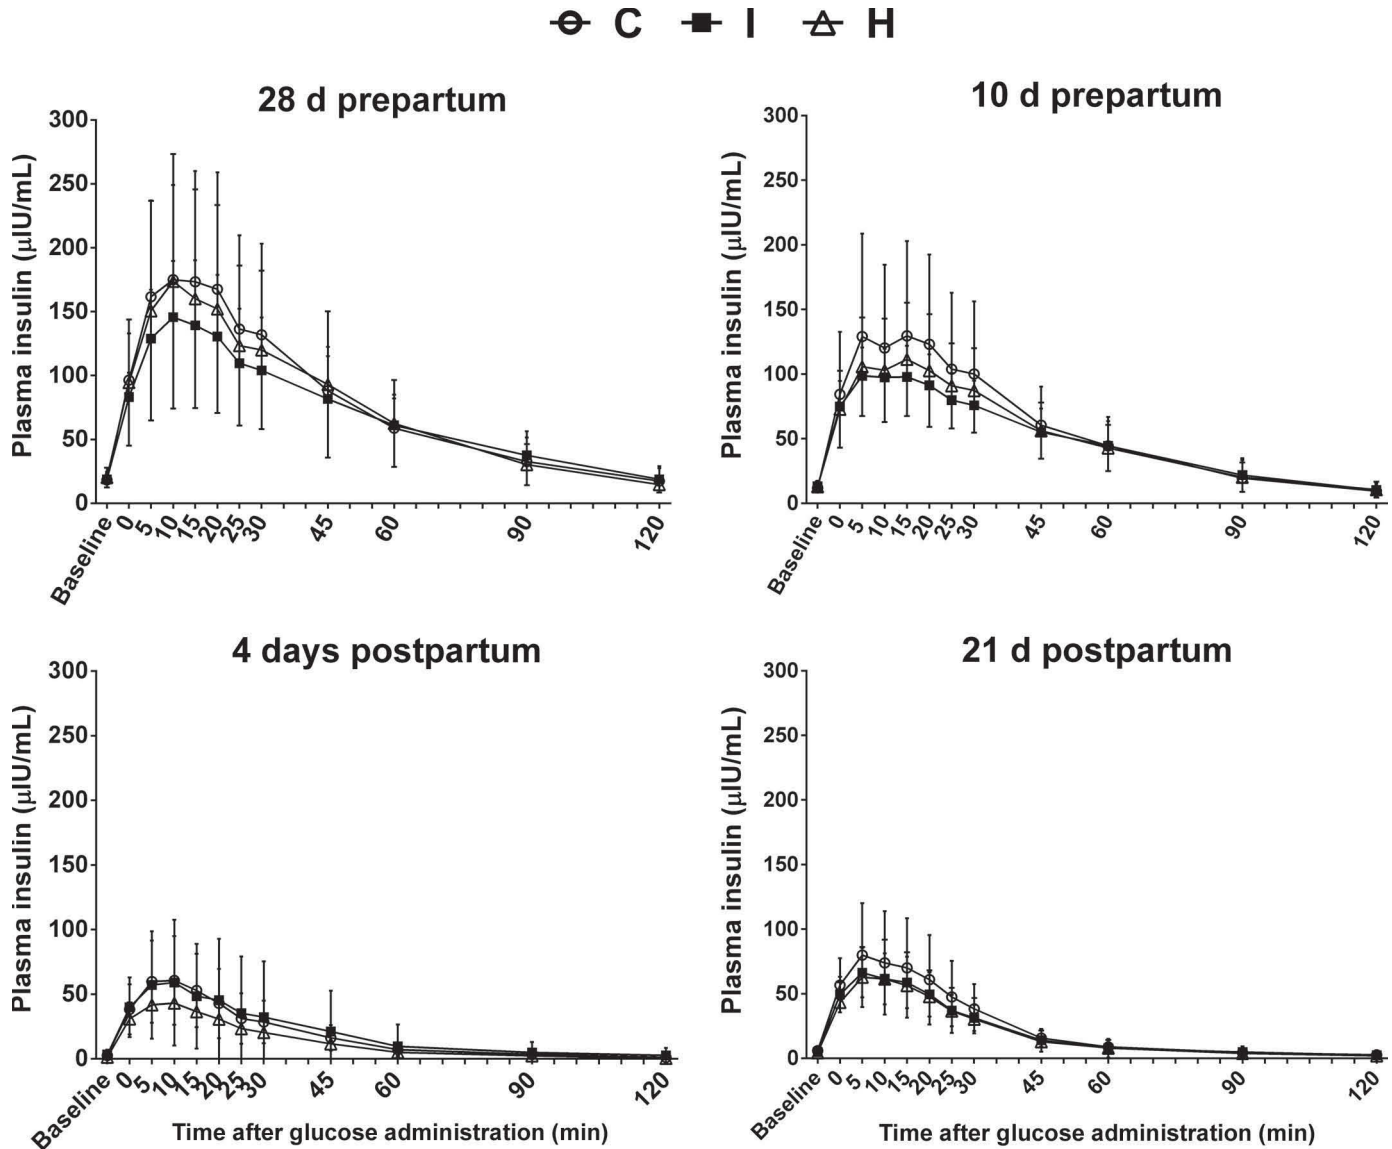 C I H
28 d prepartum
Plasma insulin (μIU/mL)
300
250
200
150
100
50
0
Baseline 0 5 10 15 20 25 30 45 60 90 120
10 d prepartum
Plasma insulin (μIU/mL)
300
250
200
150
100
50
0
Baseline 0 5 10 15 20 25 30 45 60 90 120
4 days postpartum
Plasma insulin (μIU/mL)
300
250
200
150
100
50
0
Baseline 0 5 10 15 20 25 30 45 60 90 120
Time after glucose administration (min)
21 d postpartum
Plasma insulin (μIU/mL)
300
250
200
150
100
50
0
Baseline 0 5 10 15 20 25 30 45 60 90 120
Time after glucose administration (min)